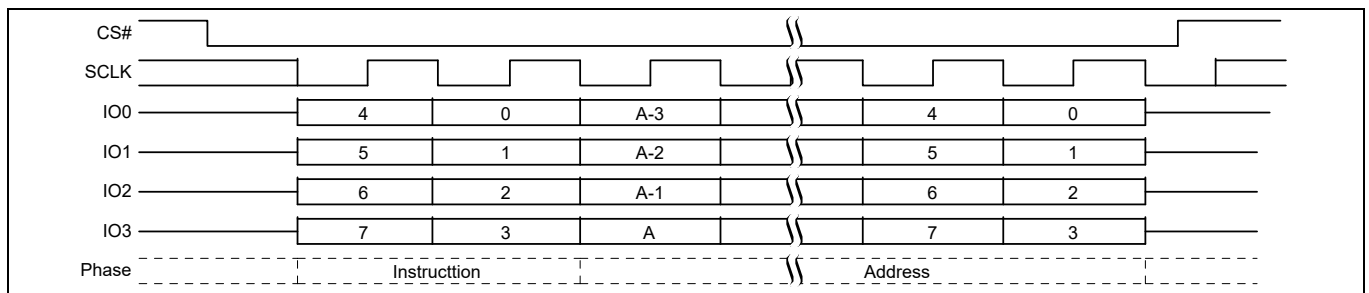 CS#
SCLK
IO0 4 0 A-3 4 0
IO1 5 1 A-2 5 1
IO2 6 2 A-1 6 2
IO3 7 3 A 7 3
Phase Instructtion Address